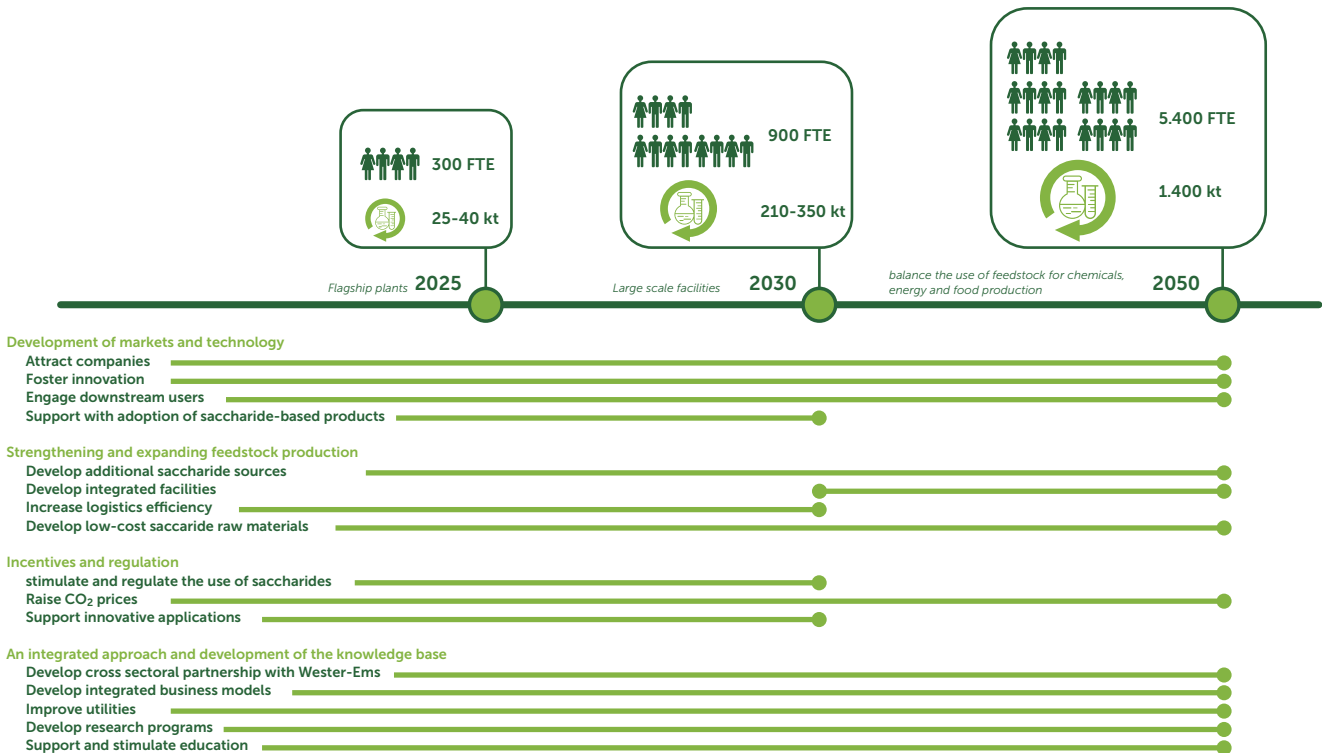 300 FTE
25-40 kt
900 FTE
210-350 kt
5.400 FTE
1.400 kt
Flagship plants 2025
Large scale facilities 2030
balance the use of feedstock for chemicals,
energy and food production
2050
Development of markets and technology
Attract companies
Foster innovation
Engage downstream users
Support with adoption of saccharide-based products
Strengthening and expanding feedstock production
Develop additional saccharide sources
Develop integrated facilities
Increase logistics efficiency
Develop low-cost saccaride raw materials
Incentives and regulation
stimulate and regulate the use of saccharides
Raise CO₂ prices
Support innovative applications
An integrated approach and development of the knowledge base
Develop cross sectoral partnership with Wester-Ems
Develop integrated business models
Improve utilities
Develop research programs
Support and stimulate education